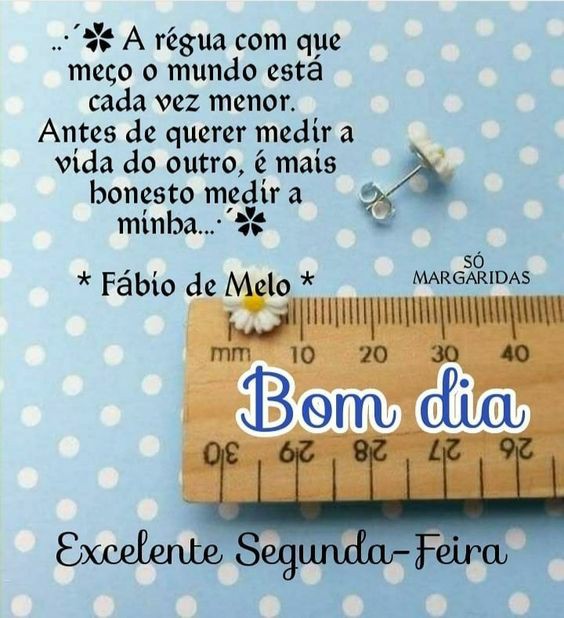 ..·´✽ A régua com que
meço o mundo está
cada vez menor.
Antes de querer medir a
vida do outro, é mais
honesto medir a
minha...·´✽
* Fábio de Melo *
SÓ
MARGARIDAS
mm 10 20 30 40
Bom dia
30 29 28 27 26
Excelente Segunda-Feira